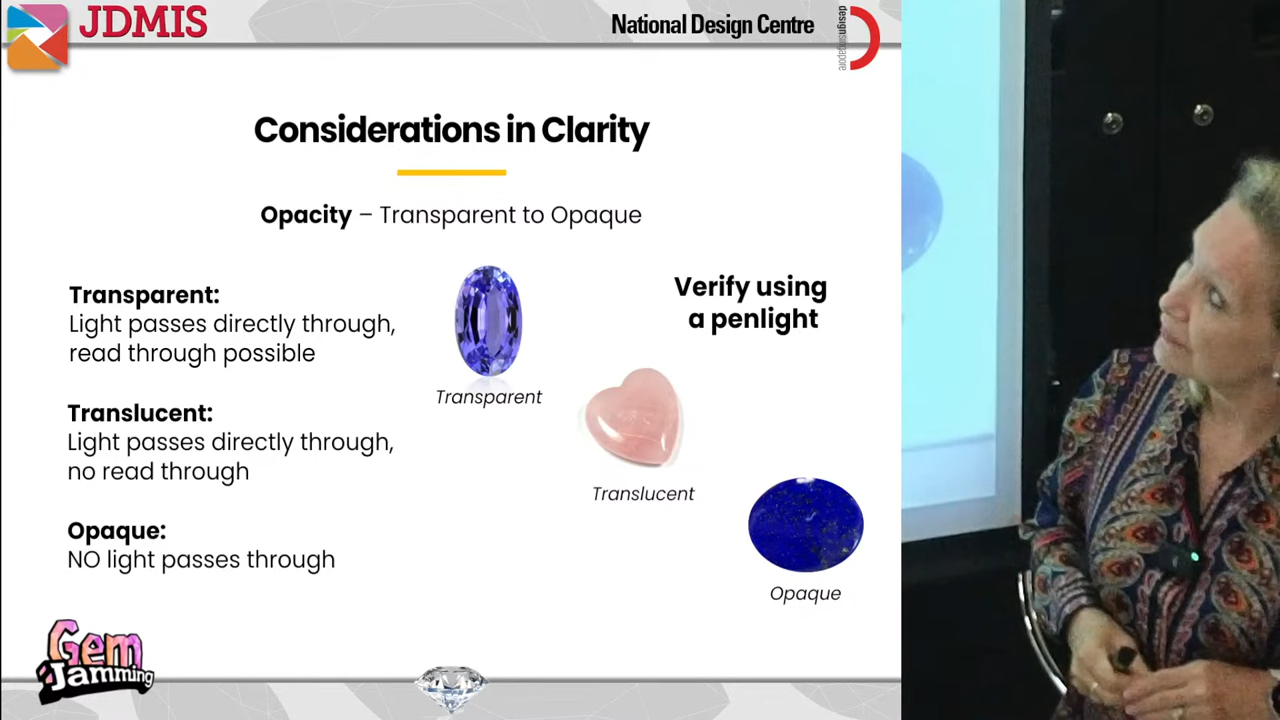 JDMIS
National Design Centre
designsingapore
Considerations in Clarity
Opacity – Transparent to Opaque
Transparent:
Light passes directly through,
read through possible
Translucent:
Light passes directly through,
no read through
Opaque:
NO light passes through
Verify using
a penlight
Transparent
Translucent
Opaque
Gem
Jamming